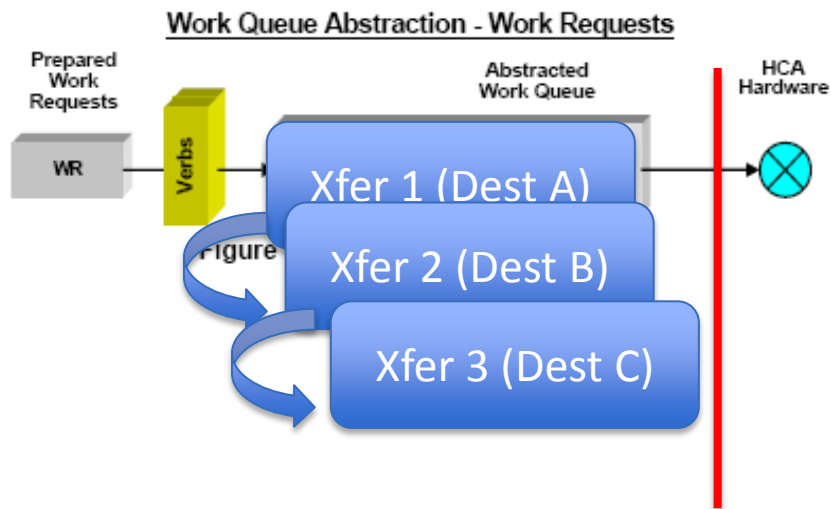 Work Queue Abstraction - Work Requests
Prepared
Work
Requests
Abstracted
Work Queue
HCA
Hardware
WR
Verbs
Xfer 1 (Dest A)
Figure
Xfer 2 (Dest B)
Xfer 3 (Dest C)